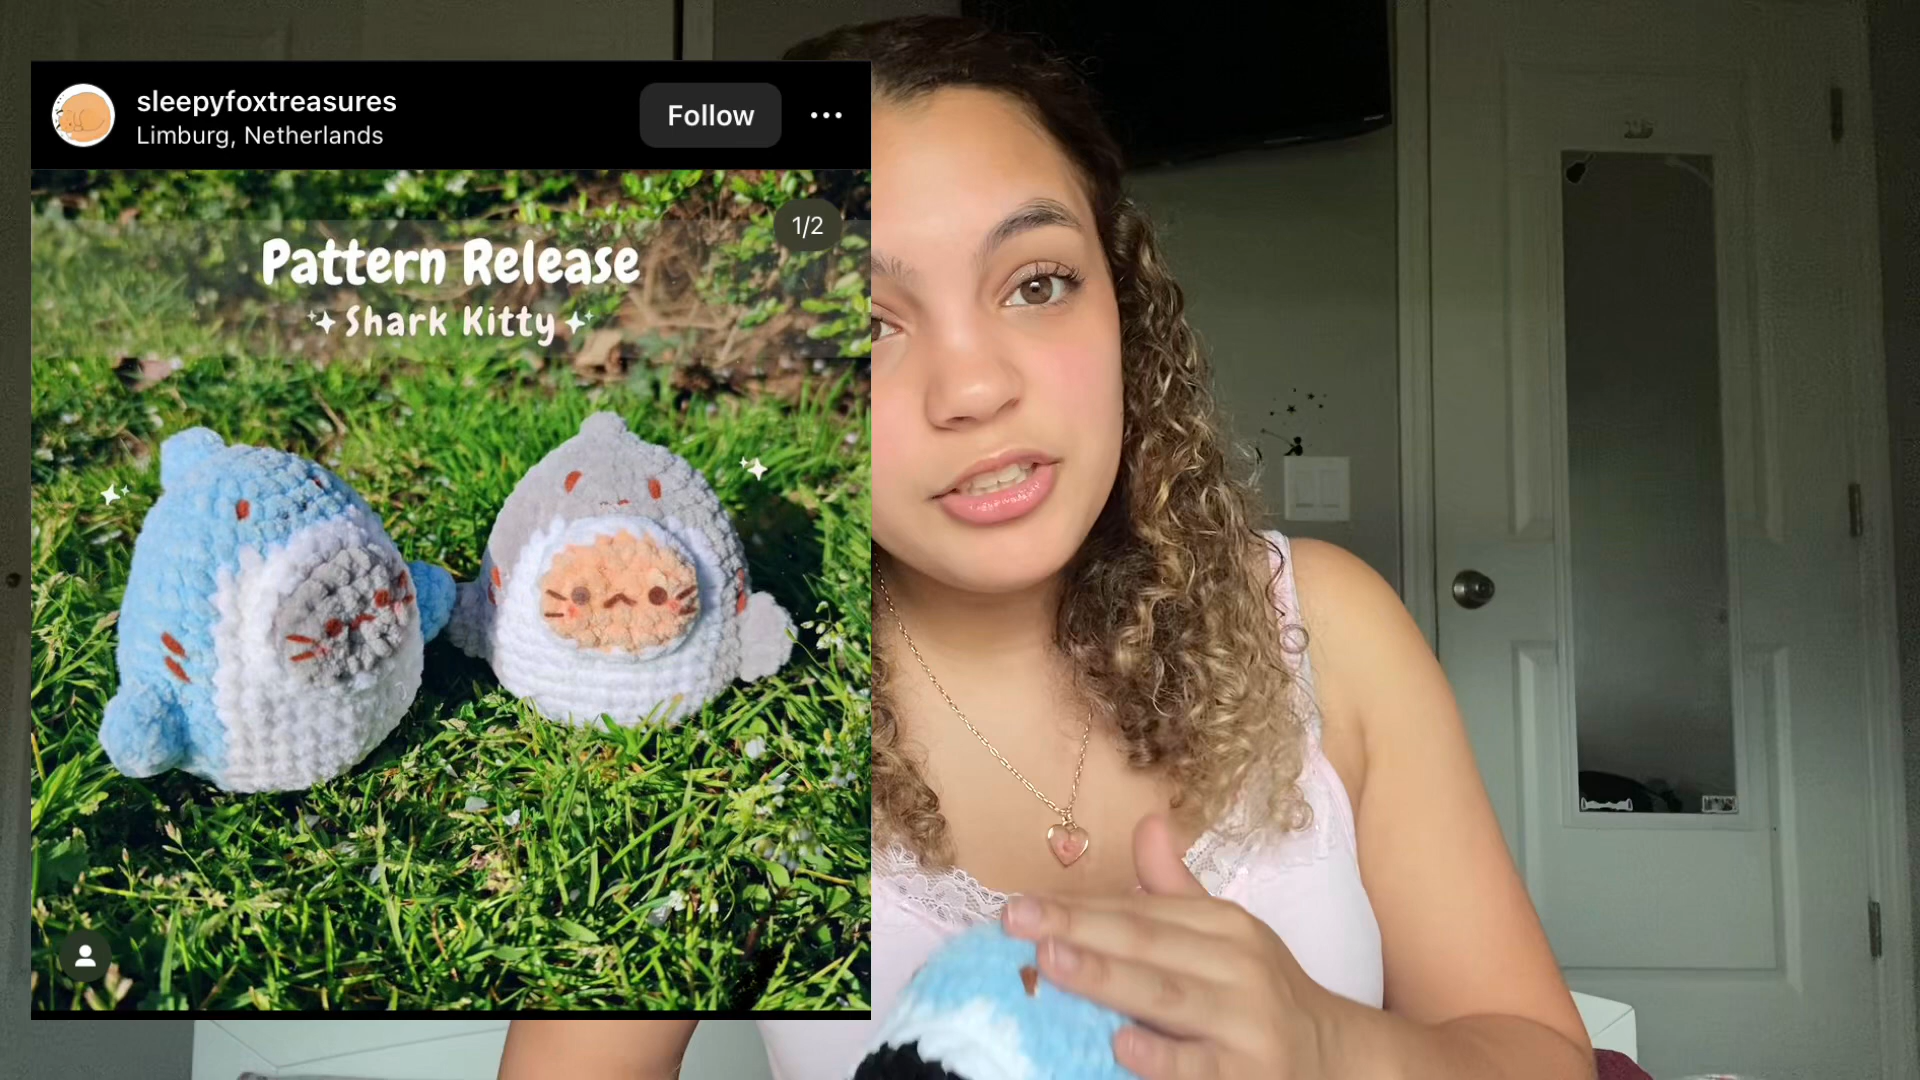 sleepyfoxtreasures
Limburg, Netherlands
Follow
1/2
Pattern Release
Shark Kitty